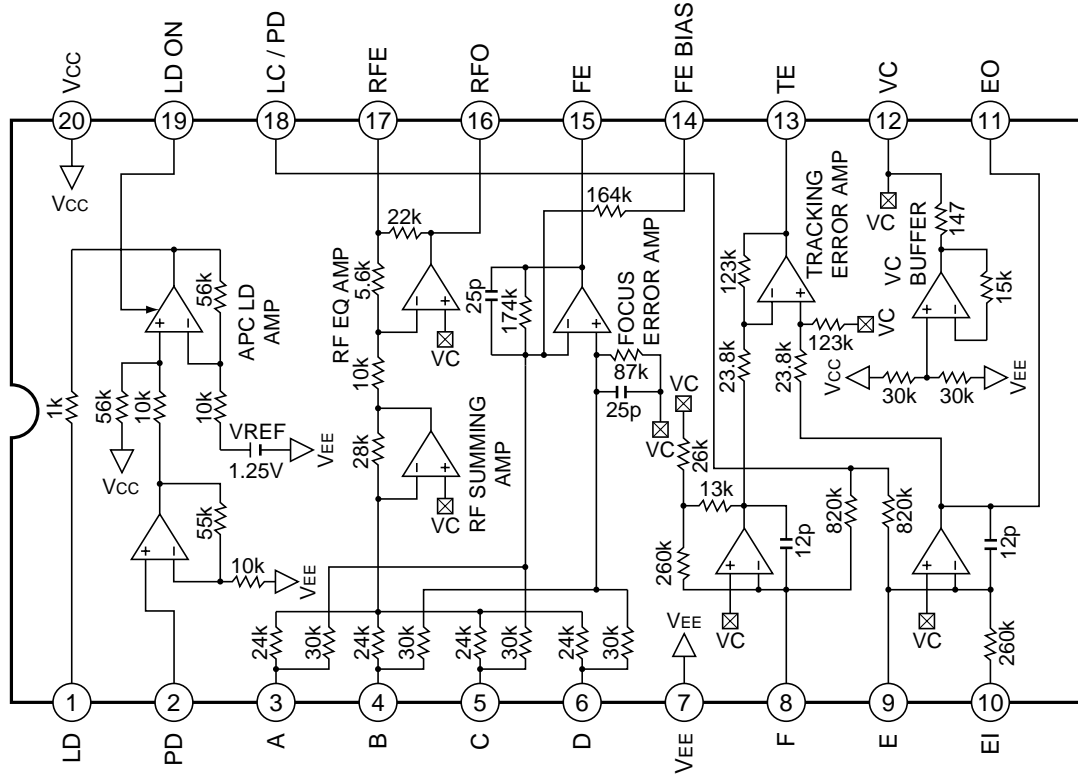 VCC
LD ON
LC / PD
RFE
RFO
FE
FE BIAS
TE
VC
EO
20
19
18
17
16
15
14
13
12
11
VCC
1k
56k
APC LD
AMP
56k
10k
10k
VCC
VREF
1.25V
VEE
55k
10k
VEE
22k
5.6k
RF EQ AMP
VC
10k
28k
RF SUMMING
AMP
VC
164k
25p
174k
FOCUS
ERROR AMP
87k
25p
VC
123k
TRACKING
ERROR AMP
VC
123k
23.8k
23.8k
VC
147
VC
BUFFER
15k
VCC
30k
30k
VEE
VC
26k
13k
260k
12p
VC
820k
820k
12p
VC
260k
VEE
24k
30k
24k
30k
24k
30k
24k
30k
1
2
3
4
5
6
7
8
9
10
LD
PD
A
B
C
D
VEE
F
E
EI